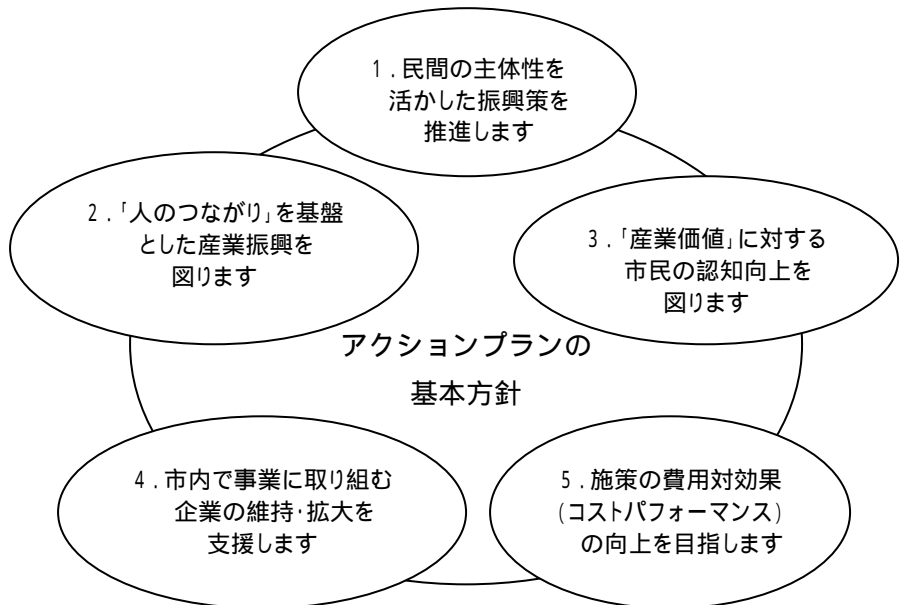 1．民間の主体性を
活かした振興策を
推進します
2．｢人のつながり｣を基盤
とした産業振興を
図ります
3．｢産業価値｣に対する
市民の認知向上を
図ります
アクションプランの
基本方針
4．市内で事業に取り組む
企業の維持･拡大を
支援します
5．施策の費用対効果
(コストパフォーマンス)
の向上を目指します